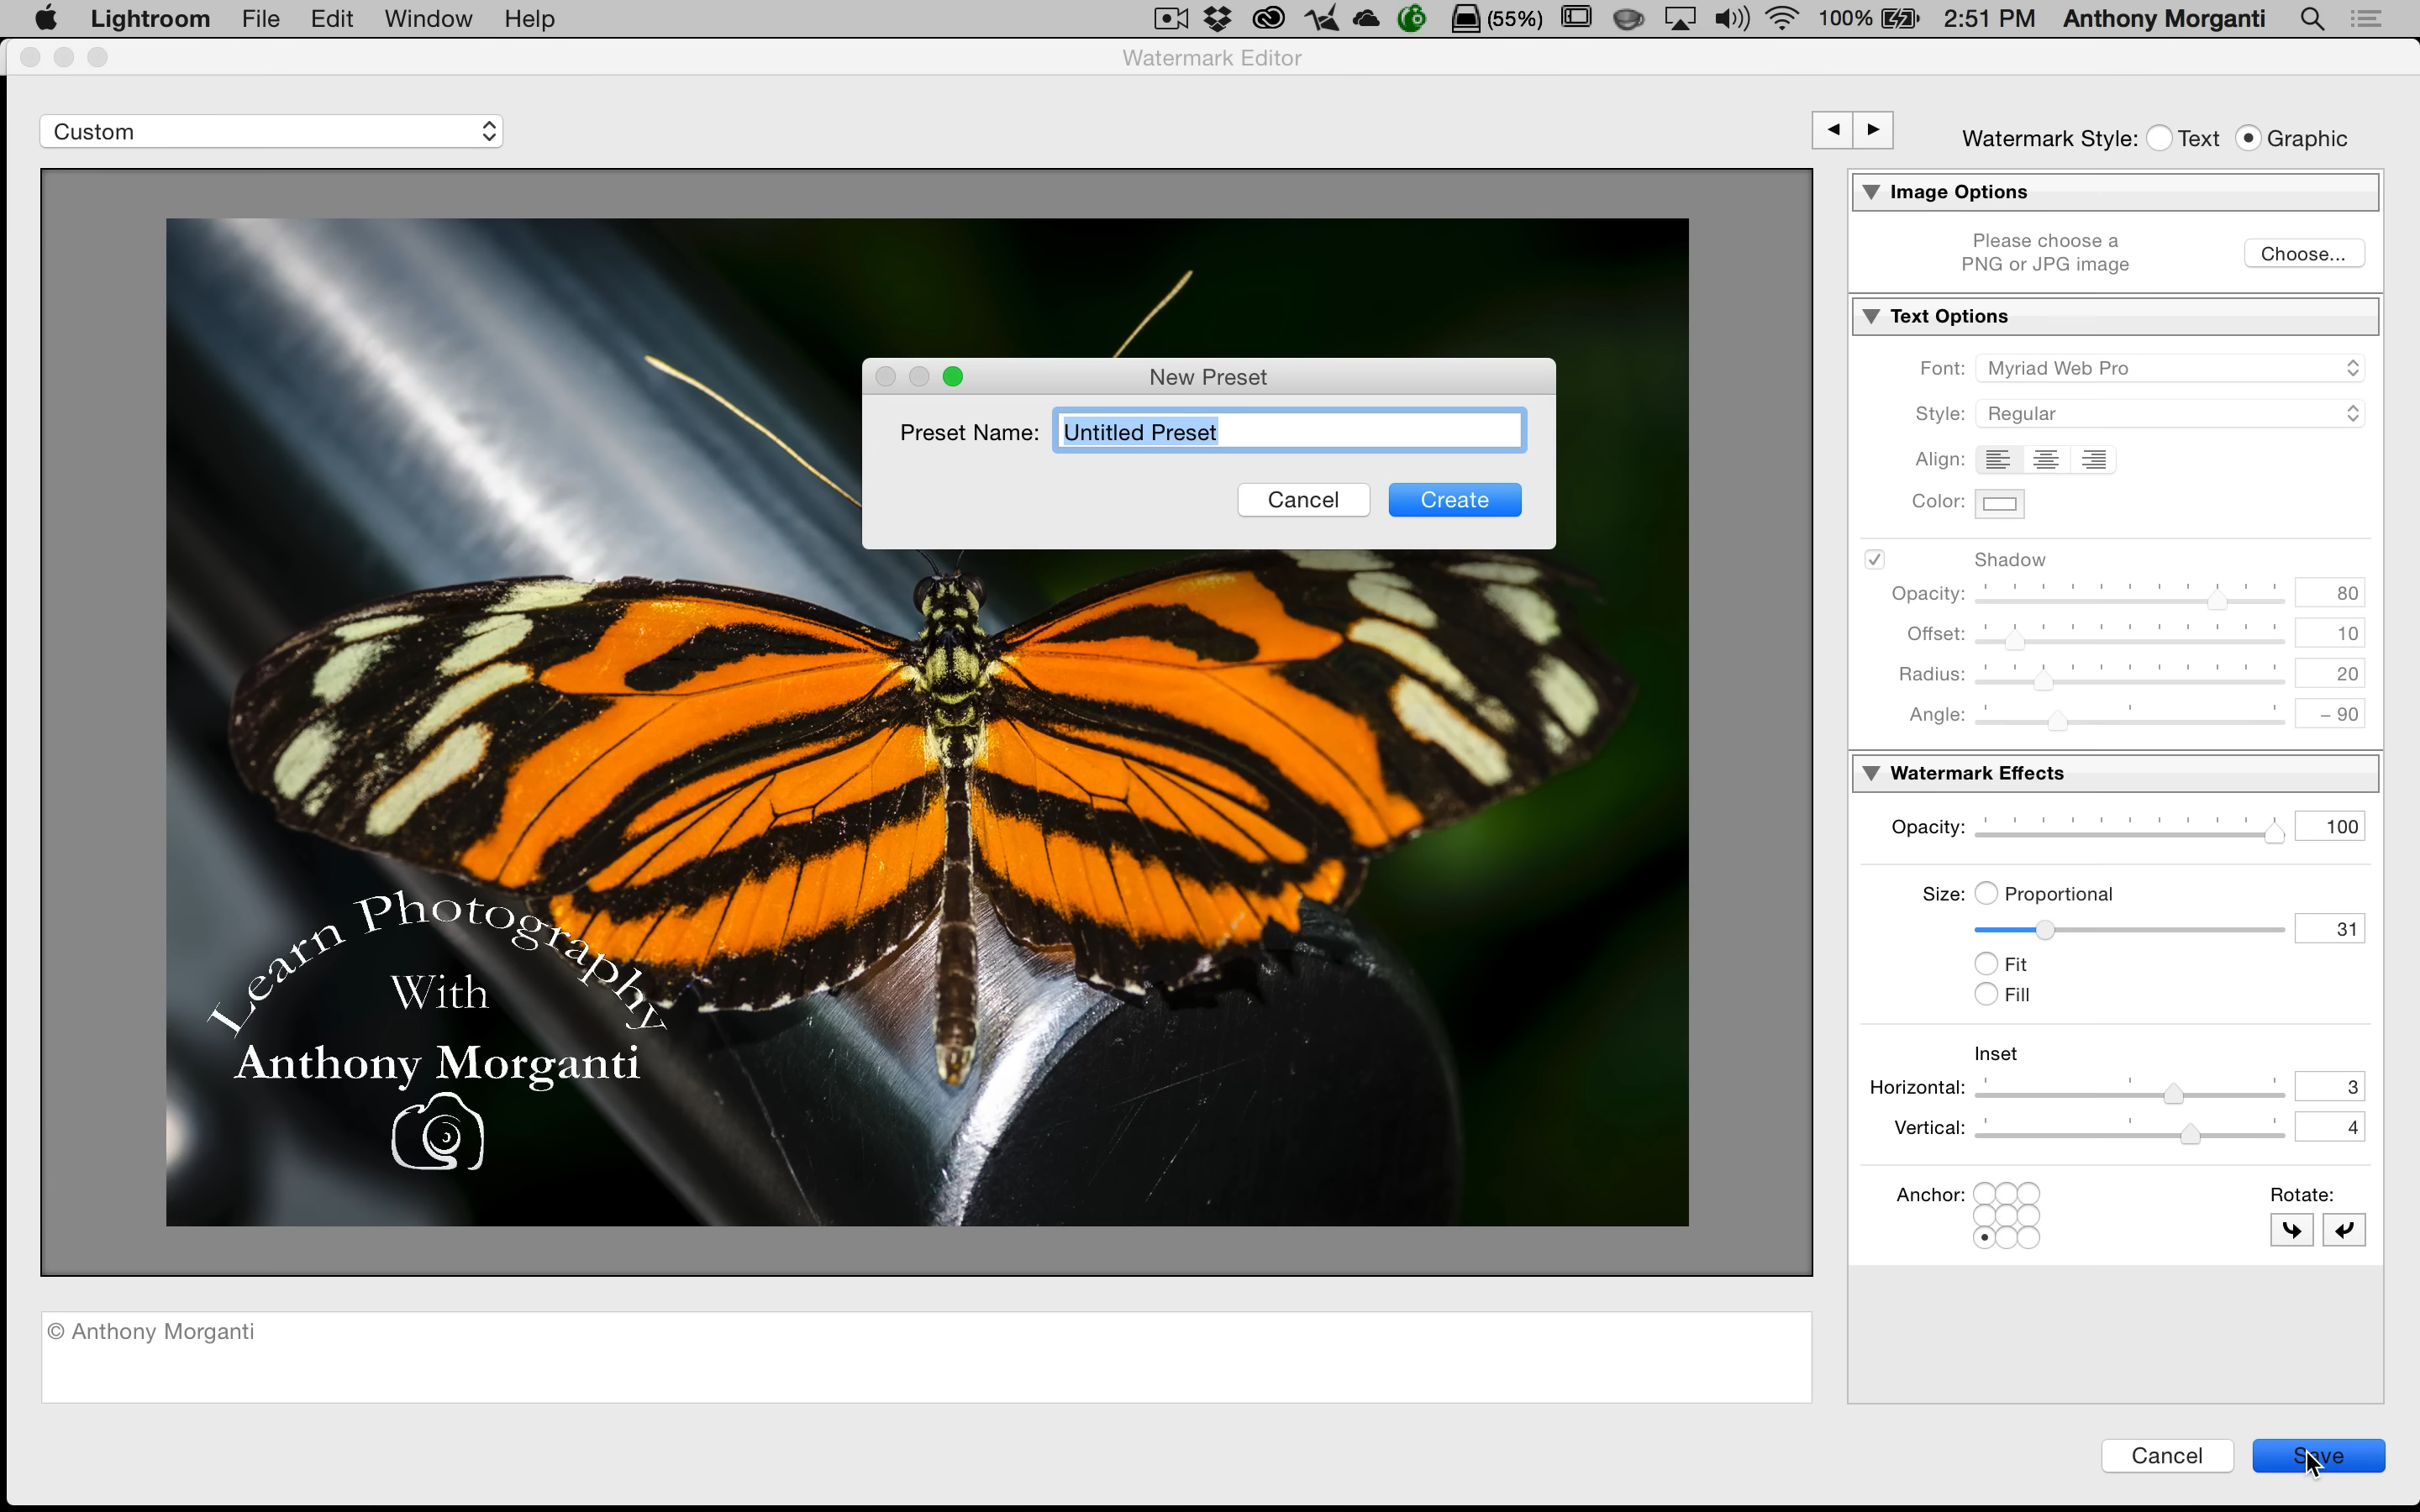 Lightroom File Edit Window Help (55%) 100% 2:51 PM Anthony Morganti
Watermark Editor
Custom
Watermark Style: Text Graphic
Image Options
Please choose a
PNG or JPG image
Choose...
Text Options
Font: Myriad Web Pro
Style: Regular
Align:
Color:
Shadow
Opacity: 80
Offset: 10
Radius: 20
Angle: – 90
Watermark Effects
Opacity: 100
Size: Proportional
31
Fit
Fill
Inset
Horizontal: 3
Vertical: 4
Anchor: Rotate:
New Preset
Preset Name: Untitled Preset
Cancel Create
Learn Photography
With
Anthony Morganti
© Anthony Morganti
Cancel Save